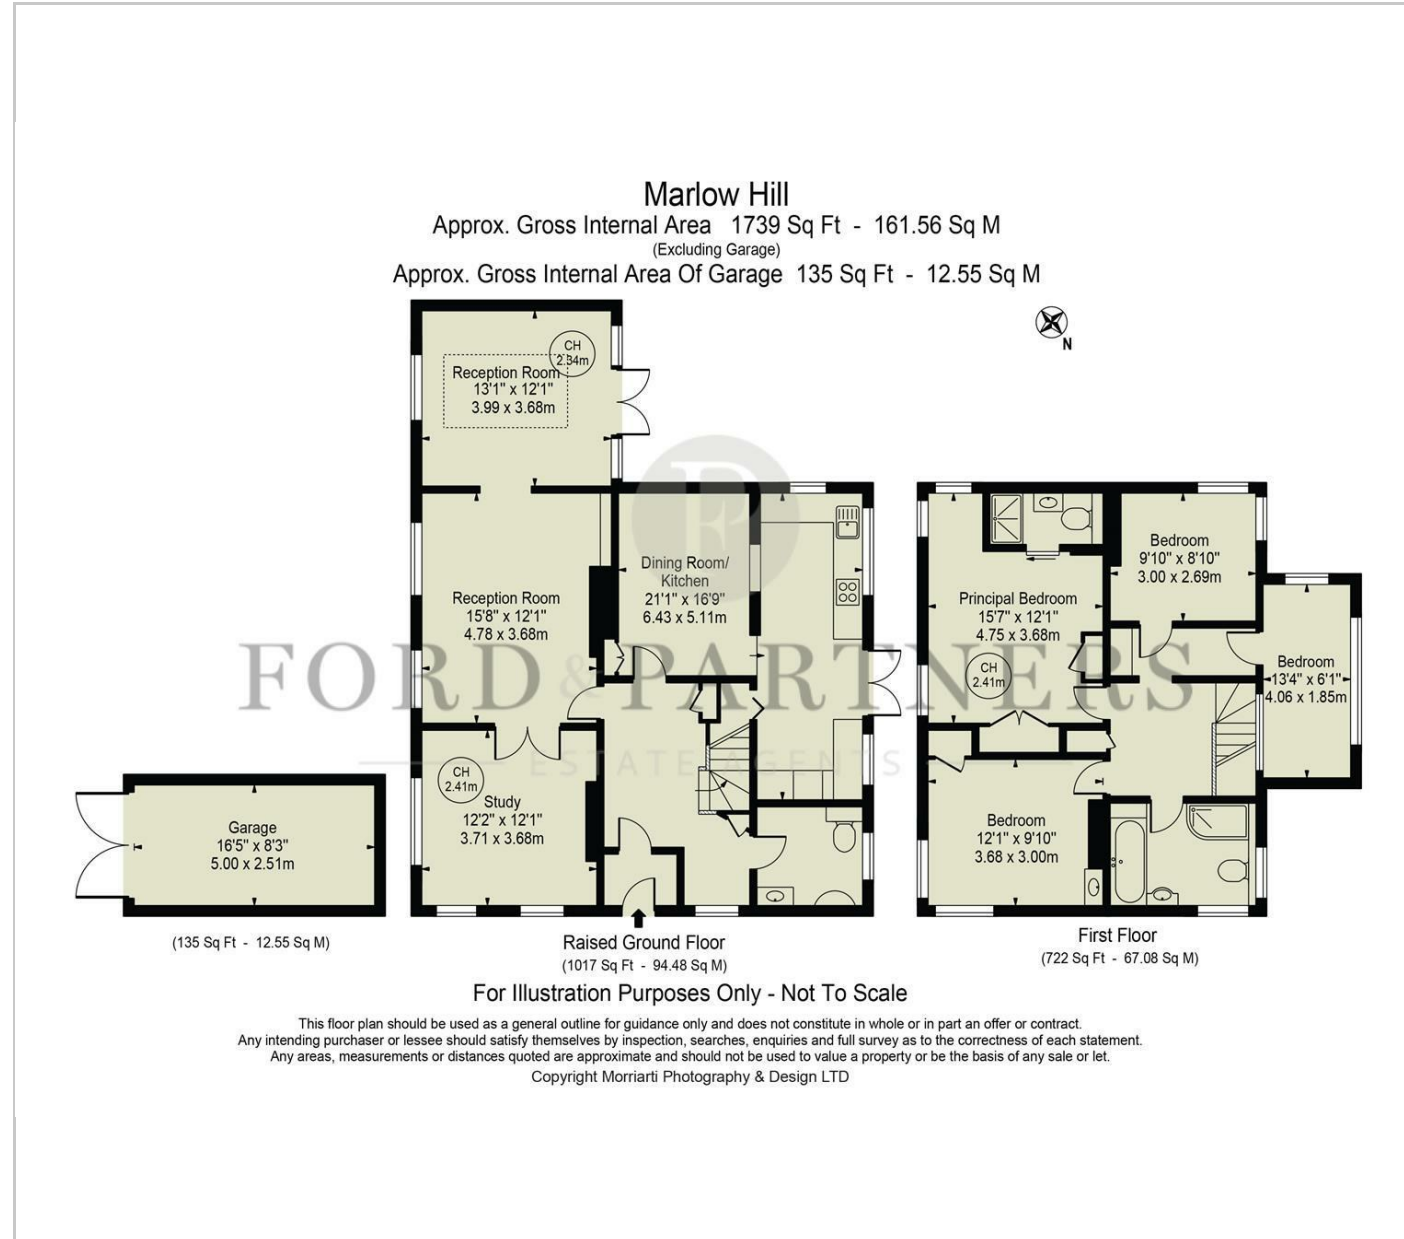 Marlow Hill
Approx. Gross Internal Area 1739 Sq Ft - 161.56 Sq M
(Excluding Garage)
Approx. Gross Internal Area Of Garage 135 Sq Ft - 12.55 Sq M
N
CH
2.34m
Reception Room
13'1" x 12'1"
3.99 x 3.68m
Reception Room
15'8" x 12'1"
4.78 x 3.68m
Dining Room/
Kitchen
21'1" x 16'9"
6.43 x 5.11m
CH
2.41m
Study
12'2" x 12'1"
3.71 x 3.68m
Garage
16'5" x 8'3"
5.00 x 2.51m
(135 Sq Ft - 12.55 Sq M)
Raised Ground Floor
(1017 Sq Ft - 94.48 Sq M)
Principal Bedroom
15'7" x 12'1"
4.75 x 3.68m
CH
2.41m
Bedroom
9'10" x 8'10"
3.00 x 2.69m
Bedroom
13'4" x 6'1"
4.06 x 1.85m
Bedroom
12'1" x 9'10"
3.68 x 3.00m
First Floor
(722 Sq Ft - 67.08 Sq M)
FP
FORD & PARTNERS
ESTATE AGENTS
For Illustration Purposes Only - Not To Scale
This floor plan should be used as a general outline for guidance only and does not constitute in whole or in part an offer or contract.
Any intending purchaser or lessee should satisfy themselves by inspection, searches, enquiries and full survey as to the correctness of each statement.
Any areas, measurements or distances quoted are approximate and should not be used to value a property or be the basis of any sale or let.
Copyright Morriarti Photography & Design LTD